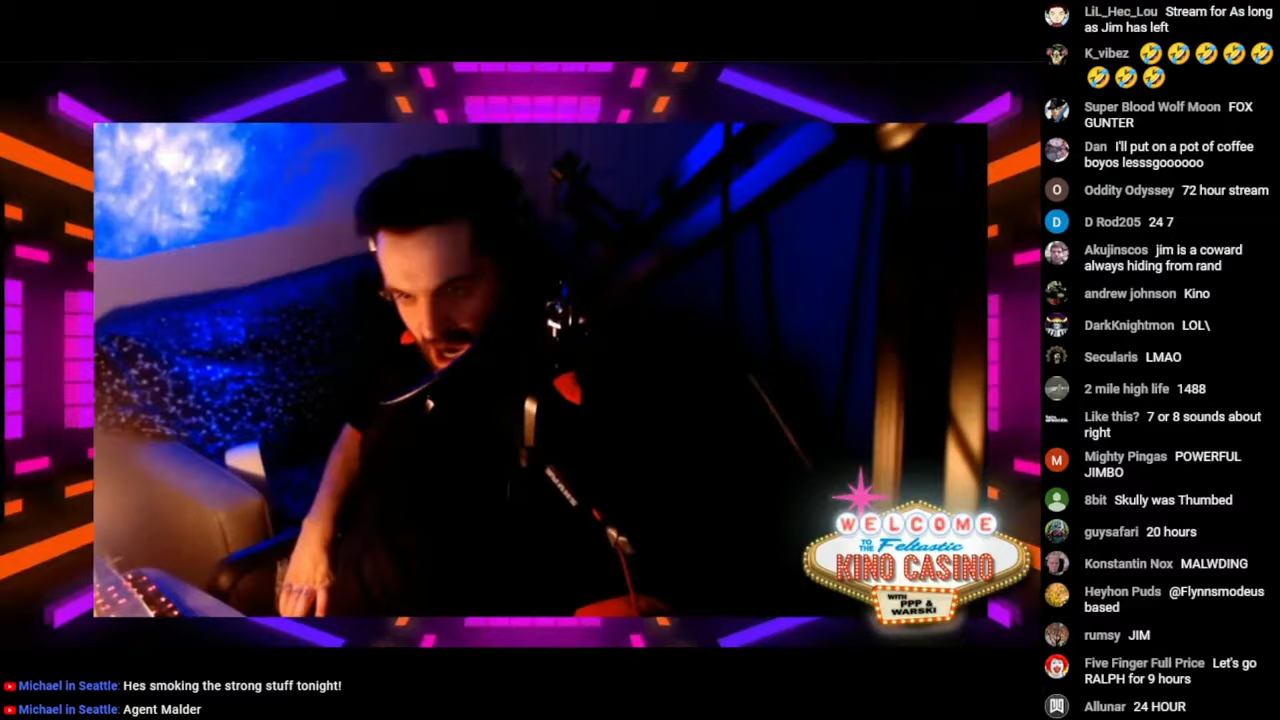 LiL_Hec_Lou Stream for As long
as Jim has left
K_vibez 🤣🤣🤣🤣🤣
🤣🤣🤣
Super Blood Wolf Moon FOX
GUNTER
Dan I'll put on a pot of coffee
boyos lesssgoooooo
O
Oddity Odyssey 72 hour stream
D
D Rod205 24 7
Akujinscos jim is a coward
always hiding from rand
andrew johnson Kino
DarkKnightmon LOL\
Secularis LMAO
2 mile high life 1488
Like this? 7 or 8 sounds about
right
M
Mighty Pingas POWERFUL
JIMBO
8bit Skully was Thumbed
guysafari 20 hours
Konstantin Nox MALWDING
Heyhon Puds @Flynnsmodeus
based
rumsy JIM
Five Finger Full Price Let's go
RALPH for 9 hours
Allunar 24 HOUR
WELCOME
TO THE Feltastic
KINO CASINO
WITH
PPP &
WARSKI
Michael in Seattle: Hes smoking the strong stuff tonight!
Michael in Seattle: Agent Malder